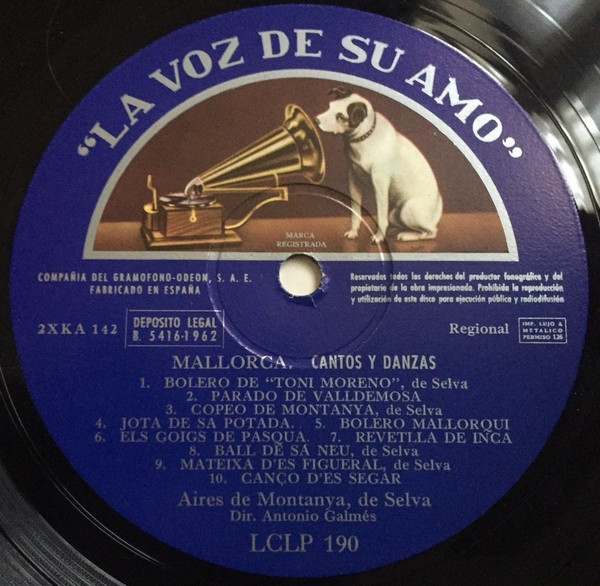 "LA VOZ DE SU AMO"
MARCA
REGISTRADA
COMPAÑIA DEL GRAMOFONO-ODEON, S. A. E.
FABRICADO EN ESPAÑA
Reservados todos los derechos del productor fonográfico y del
propietario de la obra impresionada. Prohibida la reproducción
y utilización de este disco para ejecución pública y radiodifusión
2XKA 142
DEPOSITO LEGAL
B. 5416-1962
Regional
IMP. LUJO A
METALICO
PERMISO 126
MALLORCA. CANTOS Y DANZAS
1. BOLERO DE "TONI MORENO", de Selva
2. PARADO DE VALLDEMOSA
3. COPEO DE MONTANYA, de Selva
4. JOTA DE SA POTADA. 5. BOLERO MALLORQUI
6. ELS GOIGS DE PASQUA. 7. REVETLLA DE INCA
8. BALL DE SA NEU, de Selva
9. MATEIXA D'ES FIGUERAL, de Selva
10. CANÇO D'ES SEGAR
Aires de Montanya, de Selva
Dir. Antonio Galmés
LCLP 190